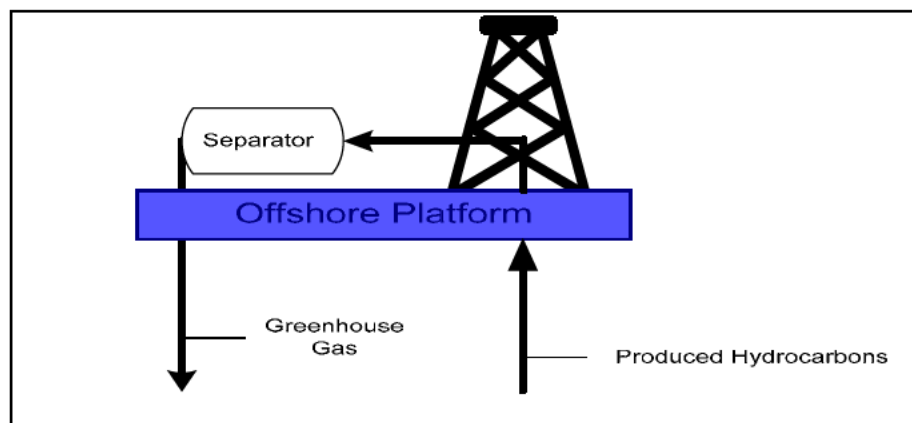 Separator
Offshore Platform
Greenhouse
Gas
Produced Hydrocarbons